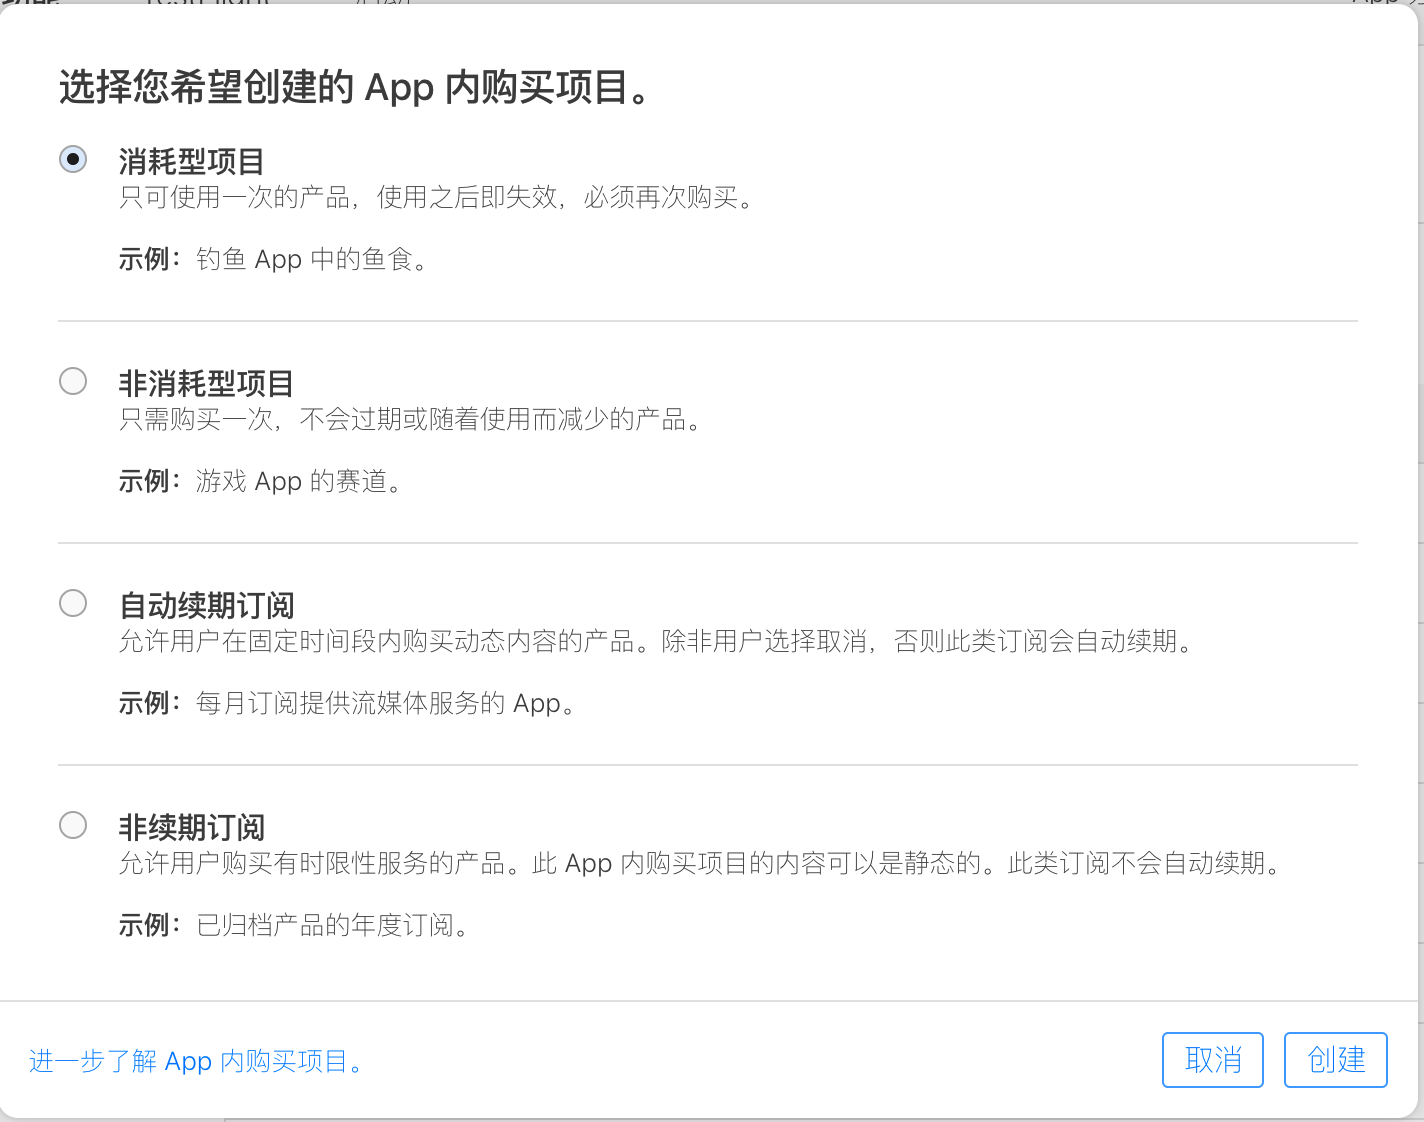 选择您希望创建的 App 内购买项目。
消耗型项目
只可使用一次的产品，使用之后即失效，必须再次购买。
示例：钓鱼 App 中的鱼食。
非消耗型项目
只需购买一次，不会过期或随着使用而减少的产品。
示例：游戏 App 的赛道。
自动续期订阅
允许用户在固定时间段内购买动态内容的产品。除非用户选择取消，否则此类订阅会自动续期。
示例：每月订阅提供流媒体服务的 App。
非续期订阅
允许用户购买有时限性服务的产品。此 App 内购买项目的内容可以是静态的。此类订阅不会自动续期。
示例：已归档产品的年度订阅。
进一步了解 App 内购买项目。
取消
创建